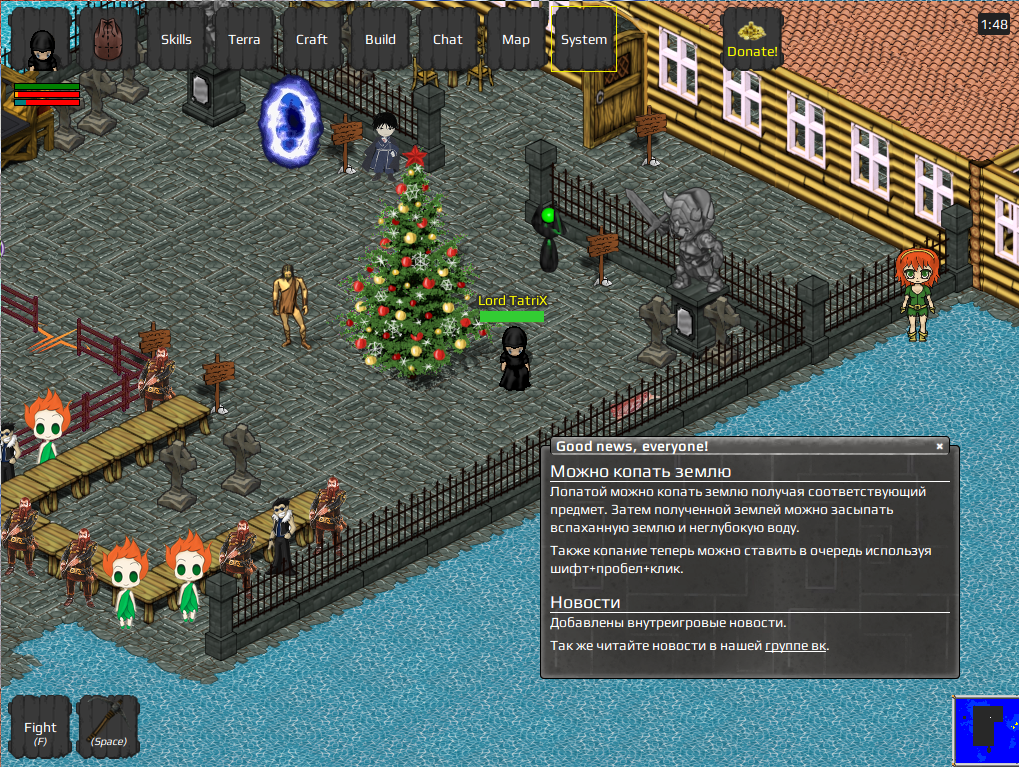 Skills
Terra
Craft
Build
Chat
Map
System
Donate!
1:48
Lord TatriX
Good news, everyone!
Можно копать землю
Лопатой можно копать землю получая соответствующий
предмет. Затем полученной землей можно засыпать
вспаханную землю и неглубокую воду.
Также копание теперь можно ставить в очередь используя
шифт+пробел+клик.
Новости
Добавлены внутреигровые новости.
Так же читайте новости в нашей группе вк.
Fight
(F)
(Space)